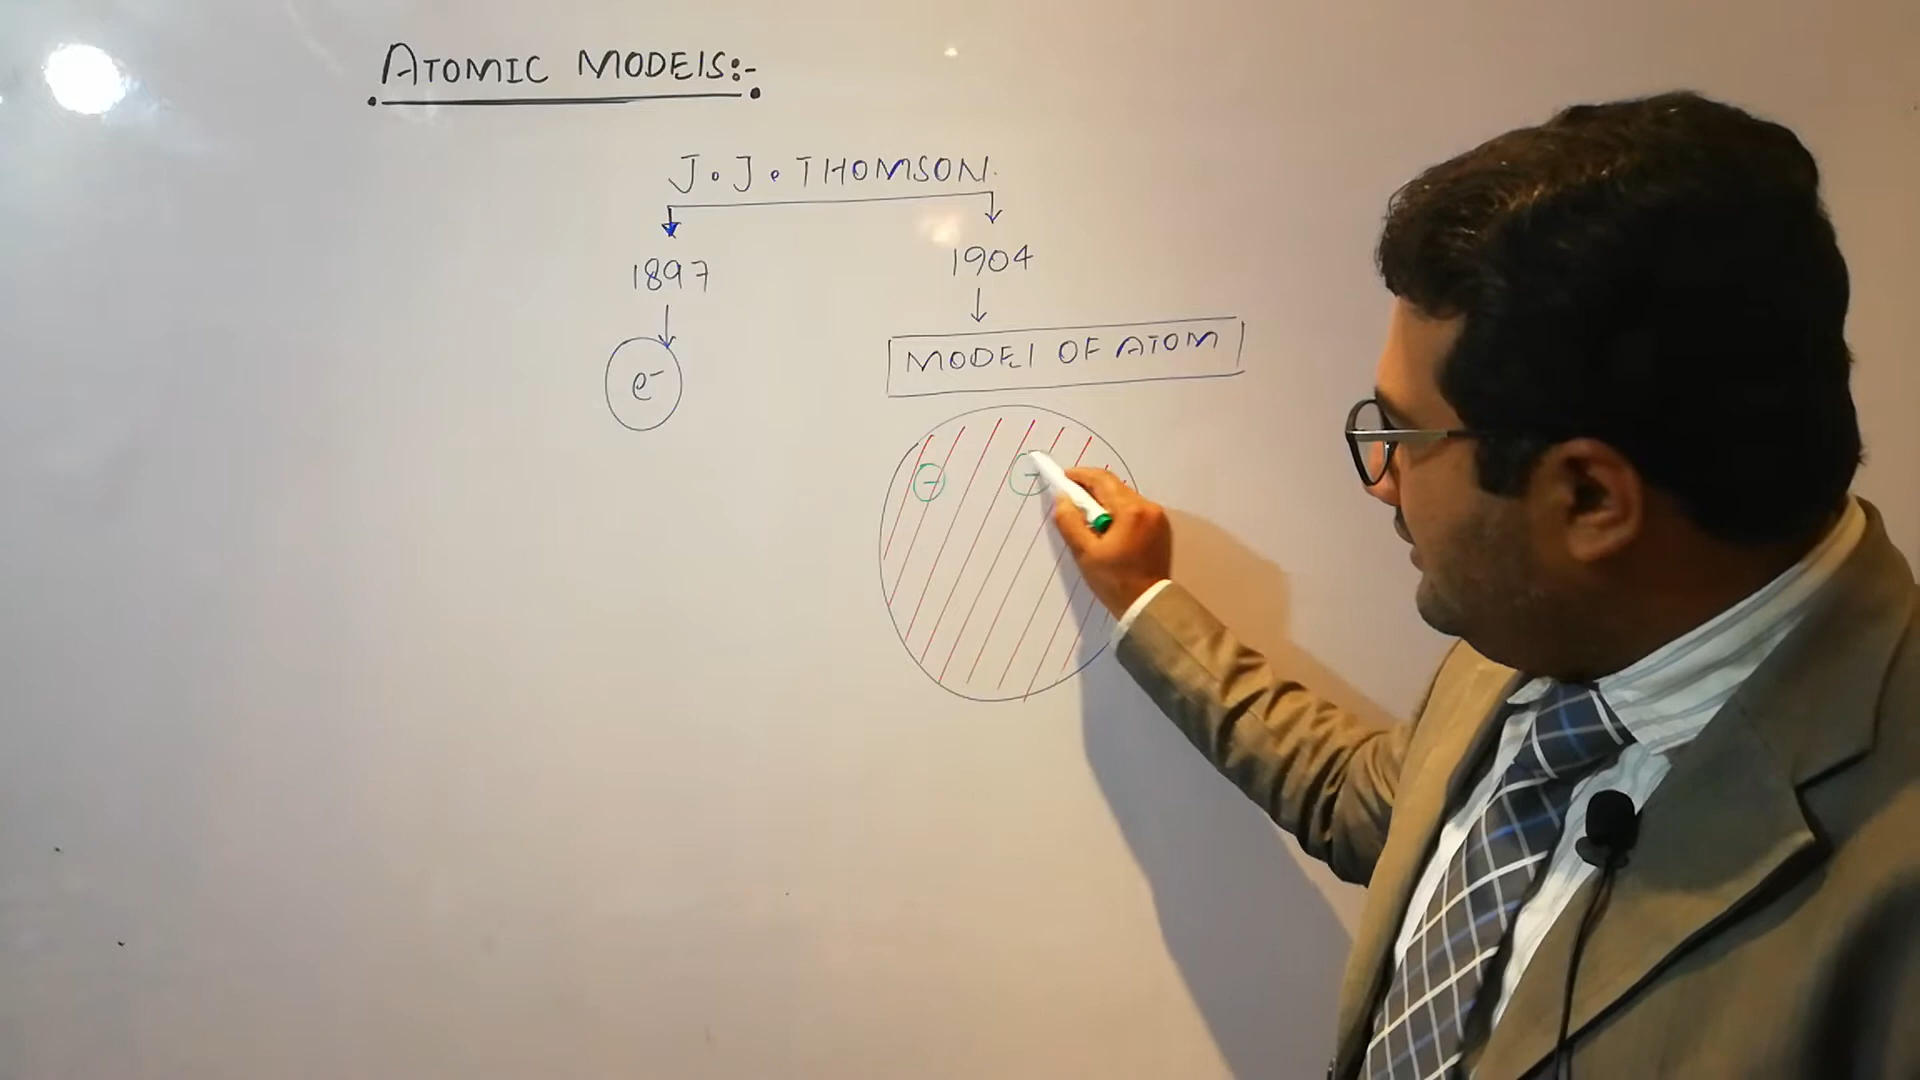 ATOMIC MODElS:-
J.J.THOMSON.
1897
1904
e-
MODEl OF ATOM
- -